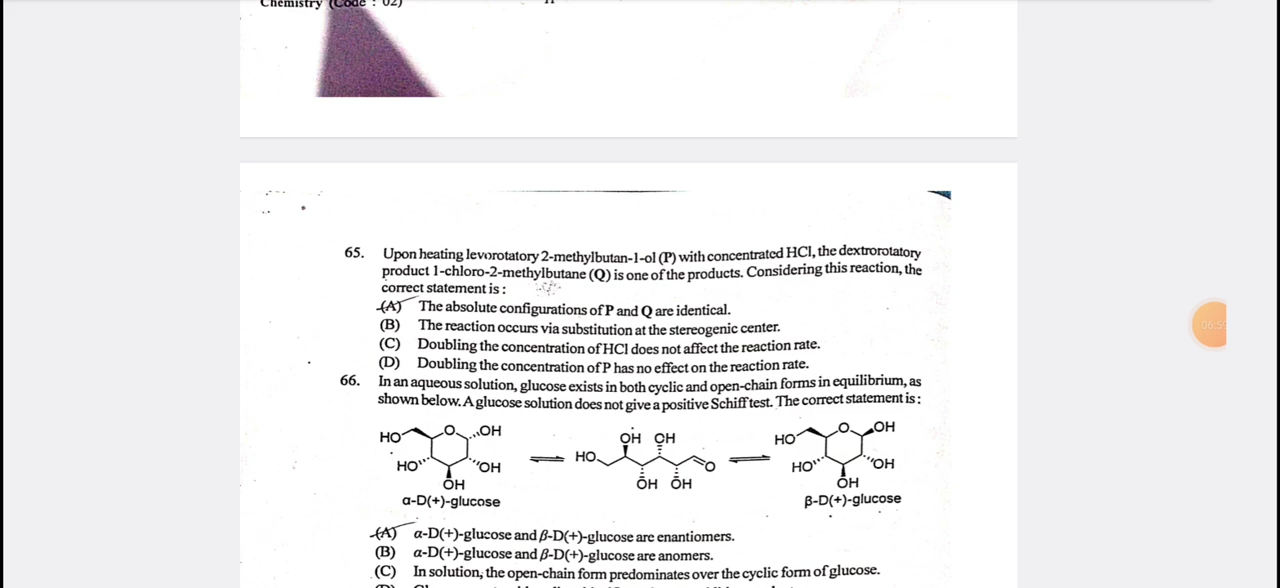 Chemistry (Code : 02)
65. Upon heating levorotatory 2-methylbutan-1-ol (P) with concentrated HCl, the dextrorotatory
product 1-chloro-2-methylbutane (Q) is one of the products. Considering this reaction, the
correct statement is :
(A) The absolute configurations of P and Q are identical.
(B) The reaction occurs via substitution at the stereogenic center.
(C) Doubling the concentration of HCl does not affect the reaction rate.
(D) Doubling the concentration of P has no effect on the reaction rate.
66. In an aqueous solution, glucose exists in both cyclic and open-chain forms in equilibrium, as
shown below. A glucose solution does not give a positive Schiff test. The correct statement is :
HO O OH HO'' 'OH OH
α-D(+)-glucose
OH OH HO O OH OH
HO O OH HO'' 'OH OH
β-D(+)-glucose
(A) α-D(+)-glucose and β-D(+)-glucose are enantiomers.
(B) α-D(+)-glucose and β-D(+)-glucose are anomers.
(C) In solution, the open-chain form predominates over the cyclic form of glucose.
06:59